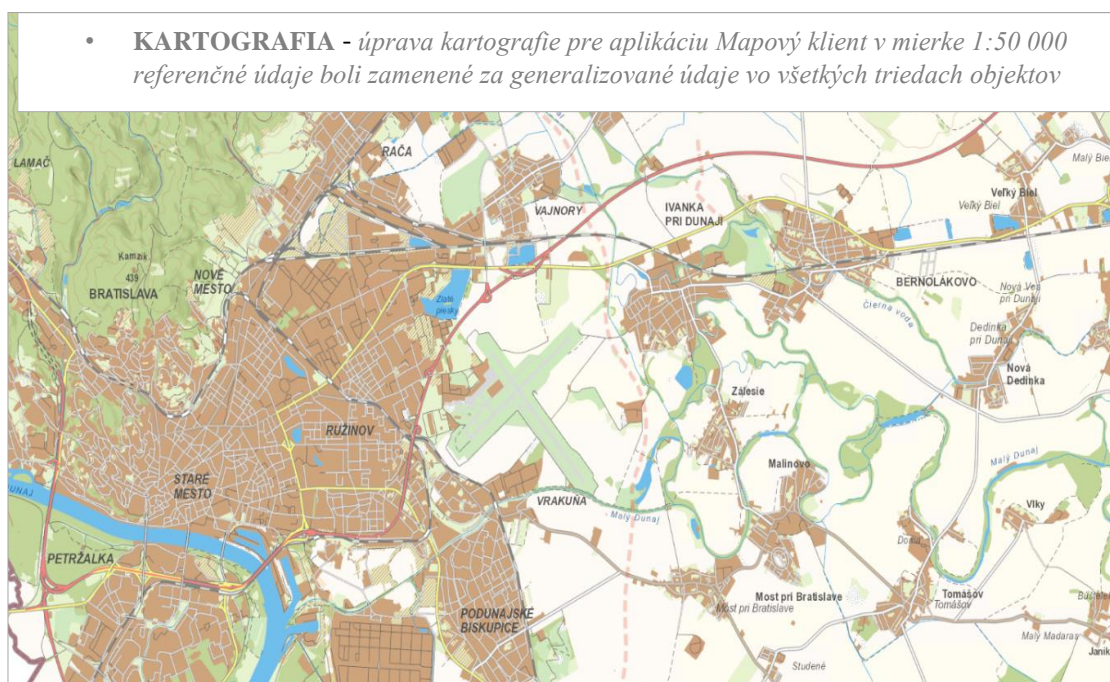 • KARTOGRAFIA - úprava kartografie pre aplikáciu Mapový klient v mierke 1:50 000
referenčné údaje boli zamenené za generalizované údaje vo všetkých triedach objektov
LAMAČ
RAČA
Malý Biel
Veľký Biel
Veľký Biel
VAJNORY
IVANKA
PRI DUNAJI
Kamzík
439
BRATISLAVA
NOVÉ
MESTO
BERNOLÁKOVO
Nová Ves
pri Dunaji
Zlaté
piesky
Čierna voda
Dedinka
pri Dunaji
Nová
Dedinka
Zálesie
RUŽINOV
STARÉ
MESTO
Malinovo
Malý Dunaj
DUNAJ
VRAKUŇA
Malý Dunaj
Vlky
PETRŽALKA
Most pri Bratislave
Most pri Bratislave
Tomášov
Tomášov
PODUNAJSKÉ
BISKUPICE
Malý Madaras
Janík
Studené